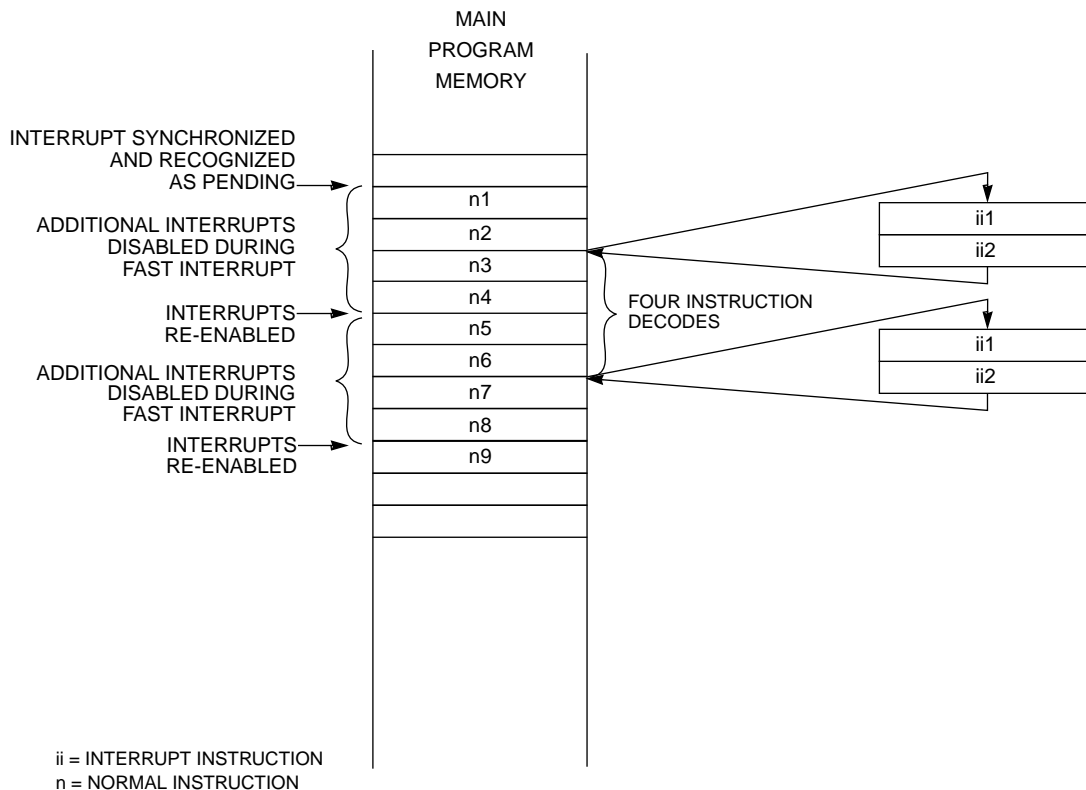 MAIN
PROGRAM
MEMORY
INTERRUPT SYNCHRONIZED
AND RECOGNIZED
AS PENDING
ADDITIONAL INTERRUPTS
DISABLED DURING
FAST INTERRUPT
INTERRUPTS
RE-ENABLED
ADDITIONAL INTERRUPTS
DISABLED DURING
FAST INTERRUPT
INTERRUPTS
RE-ENABLED
n1
n2
n3
n4
n5
n6
n7
n8
n9
FOUR INSTRUCTION
DECODES
ii1
ii2
ii1
ii2
ii = INTERRUPT INSTRUCTION
n = NORMAL INSTRUCTION